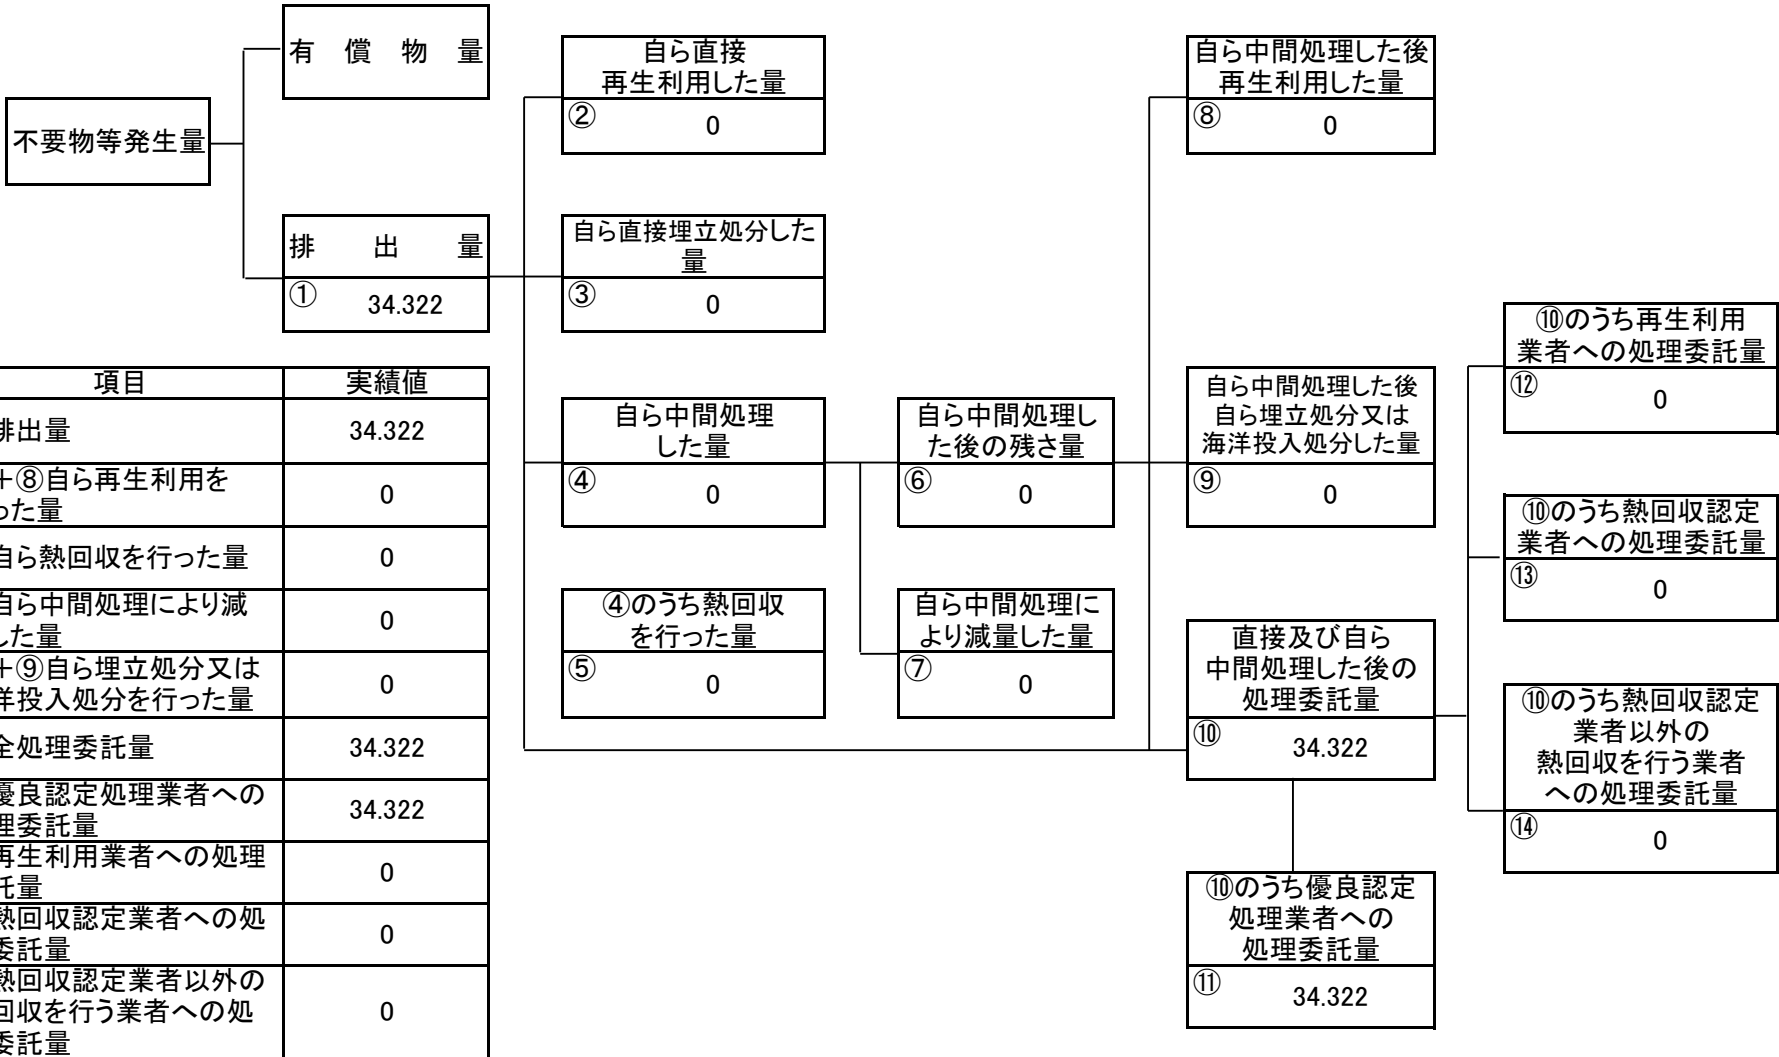 有償物量
不要物等発生量
排出量
① 34.322
自ら直接
再生利用した量
② 0
自ら直接埋立処分した
量
③ 0
自ら中間処理
した量
④ 0
④のうち熱回収
を行った量
⑤ 0
自ら中間処理し
た後の残さ量
⑥ 0
自ら中間処理に
より減量した量
⑦ 0
自ら中間処理した後
再生利用した量
⑧ 0
自ら中間処理した後
自ら埋立処分又は
海洋投入処分した量
⑨ 0
直接及び自ら
中間処理した後の
処理委託量
⑩ 34.322
⑩のうち優良認定
処理業者への
処理委託量
⑪ 34.322
⑩のうち再生利用
業者への処理委託量
⑫ 0
⑩のうち熱回収認定
業者への処理委託量
⑬ 0
⑩のうち熱回収認定
業者以外の
熱回収を行う業者
への処理委託量
⑭ 0
項目 実績値
排出量 34.322
+⑧自ら再生利用を
った量 0
自ら熱回収を行った量 0
自ら中間処理により減
した量 0
+⑨自ら埋立処分又は
洋投入処分を行った量 0
全処理委託量 34.322
優良認定処理業者への
理委託量 34.322
再生利用業者への処理
託量 0
熱回収認定業者への処
委託量 0
熱回収認定業者以外の
回収を行う業者への処
委託量 0